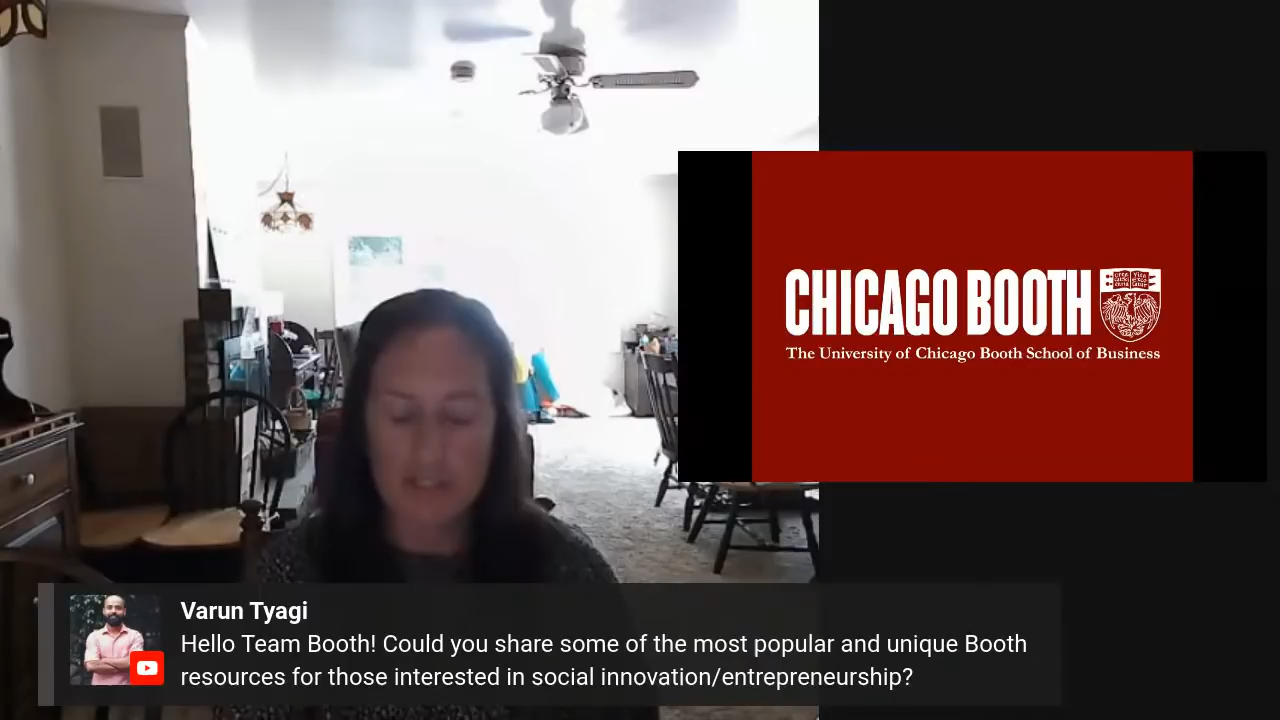 CHICAGO BOOTH
The University of Chicago Booth School of Business
Varun Tyagi
Hello Team Booth! Could you share some of the most popular and unique Booth
resources for those interested in social innovation/entrepreneurship?